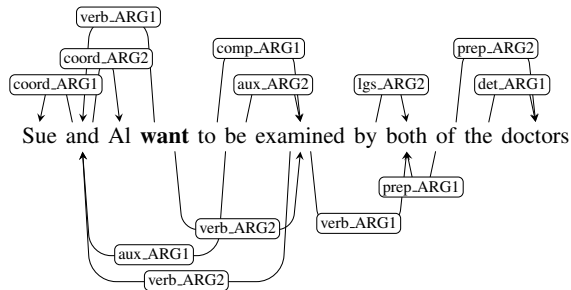 verb_ARG1
comp_ARG1 prep_ARG2
coord_ARG2
coord_ARG1 aux_ARG2 lgs_ARG2 det_ARG1
Sue and Al want to be examined by both of the doctors
prep_ARG1
verb_ARG2 verb_ARG1
aux_ARG1
verb_ARG2